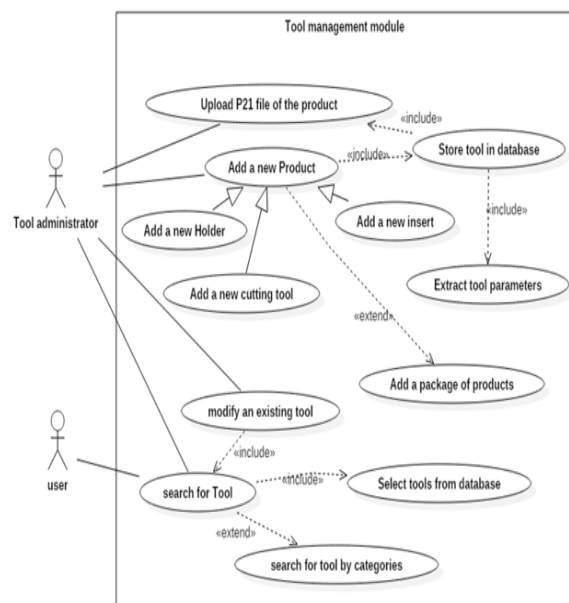 Tool management module
Upload P21 file of the product
«include»
Store tool in database
«include»
Add a new Product
Tool administrator
Add a new Holder
Add a new insert
«include»
Add a new cutting tool
Extract tool parameters
«extend»
Add a package of products
modify an existing tool
«include»
user
search for Tool
«include»
Select tools from database
«extend»
search for tool by categories